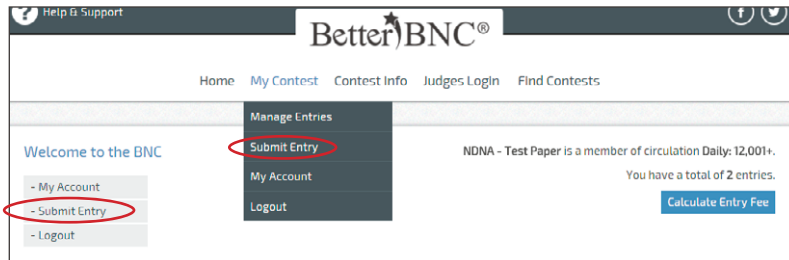 Help & Support
BetterBNC®
Home My Contest Contest Info Judges Login Find Contests
Manage Entries
Submit Entry
My Account
Logout
Welcome to the BNC
- My Account
- Submit Entry
- Logout
NDNA - Test Paper is a member of circulation Daily: 12,001+.
You have a total of 2 entries.
Calculate Entry Fee